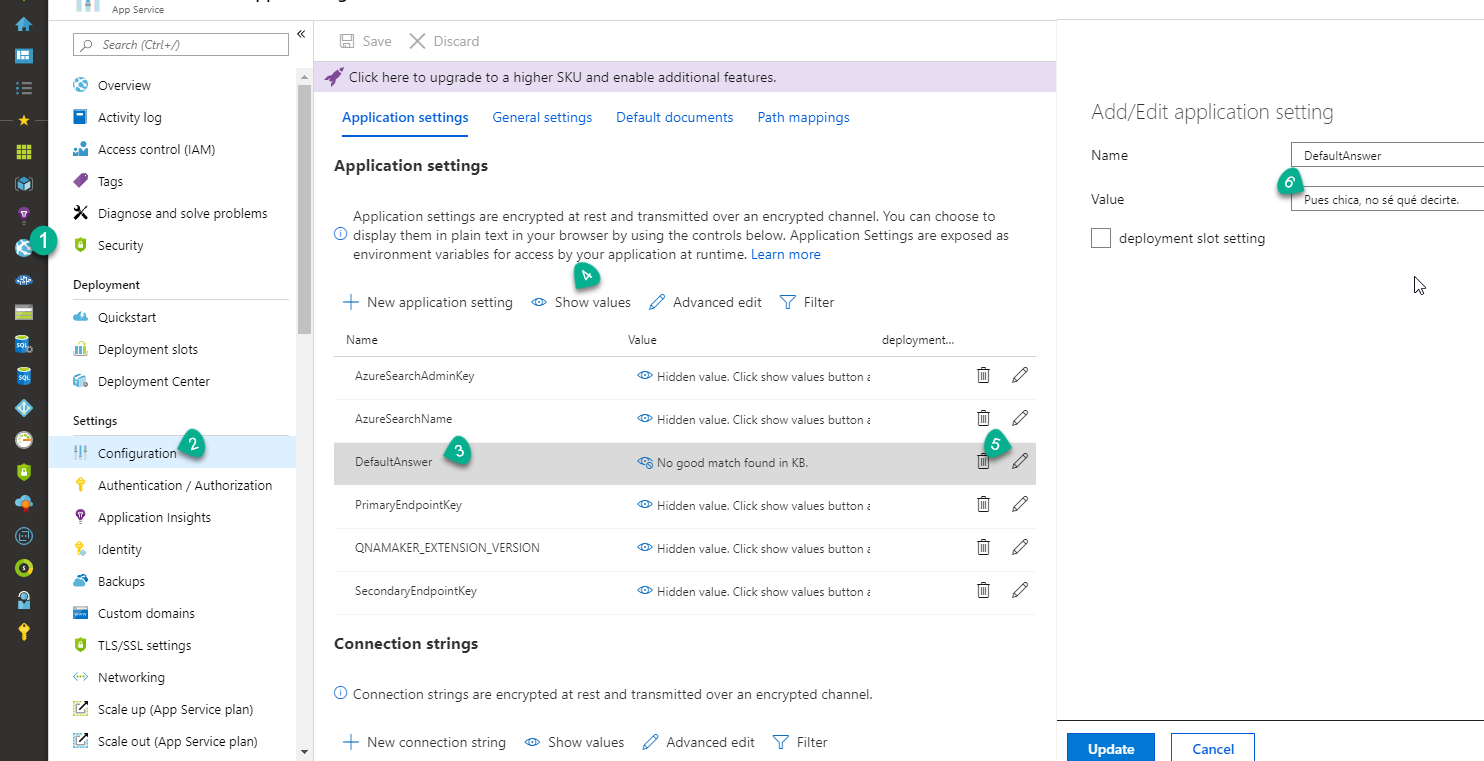 App Service
Search (Ctrl+/)
«
Overview
Activity log
Access control (IAM)
Tags
Diagnose and solve problems
1
Security
Deployment
Quickstart
Deployment slots
Deployment Center
Settings
Configuration
2
Authentication / Authorization
Application Insights
Identity
Backups
Custom domains
TLS/SSL settings
Networking
Scale up (App Service plan)
Scale out (App Service plan)
Save Discard
Click here to upgrade to a higher SKU and enable additional features.
Application settings General settings Default documents Path mappings
Application settings
Application settings are encrypted at rest and transmitted over an encrypted channel. You can choose to
display them in plain text in your browser by using the controls below. Application Settings are exposed as
environment variables for access by your application at runtime. Learn more
4
New application setting Show values Advanced edit Filter
Name Value deployment...
AzureSearchAdminKey Hidden value. Click show values button a
AzureSearchName Hidden value. Click show values button a
DefaultAnswer 3 No good match found in KB. 5
PrimaryEndpointKey Hidden value. Click show values button a
QNAMAKER_EXTENSION_VERSION Hidden value. Click show values button a
SecondaryEndpointKey Hidden value. Click show values button a
Connection strings
Connection strings are encrypted at rest and transmitted over an encrypted channel.
New connection string Show values Advanced edit Filter
Add/Edit application setting
Name DefaultAnswer
6
Value Pues chica, no sé qué decirte.
deployment slot setting
Update Cancel